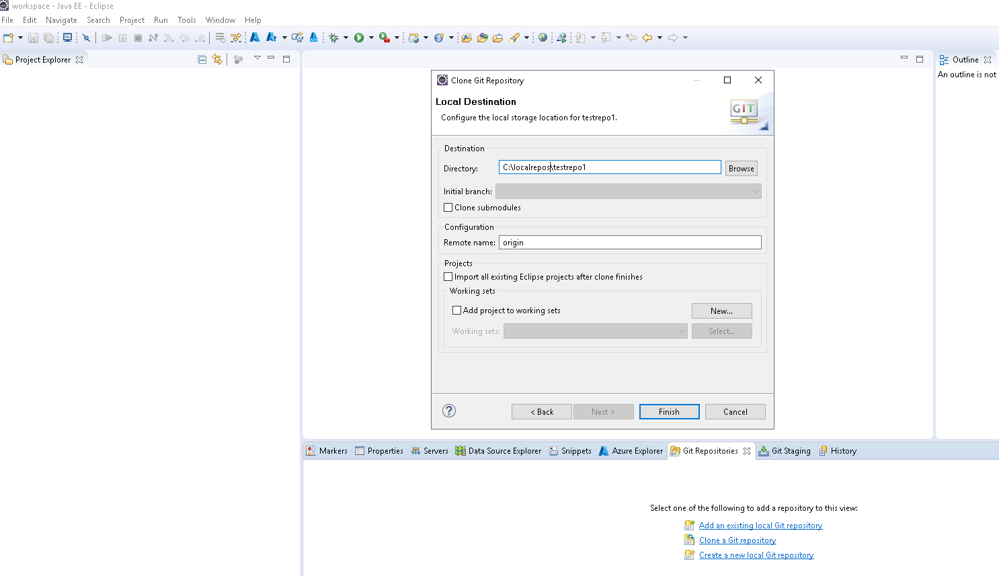 workspace - Java EE - Eclipse
File Edit Navigate Search Project Run Tools Window Help
Project Explorer
Outline
An outline is not
Clone Git Repository
Local Destination
Configure the local storage location for testrepo1.
GIT
Destination
Directory: C:\localrepos\testrepo1 Browse
Initial branch:
Clone submodules
Configuration
Remote name: origin
Projects
Import all existing Eclipse projects after clone finishes
Working sets
Add project to working sets New...
Working sets: Select...
? < Back Next > Finish Cancel
Markers Properties Servers Data Source Explorer Snippets Azure Explorer Git Repositories Git Staging History
Select one of the following to add a repository to this view:
GIT Add an existing local Git repository
GIT Clone a Git repository
GIT Create a new local Git repository